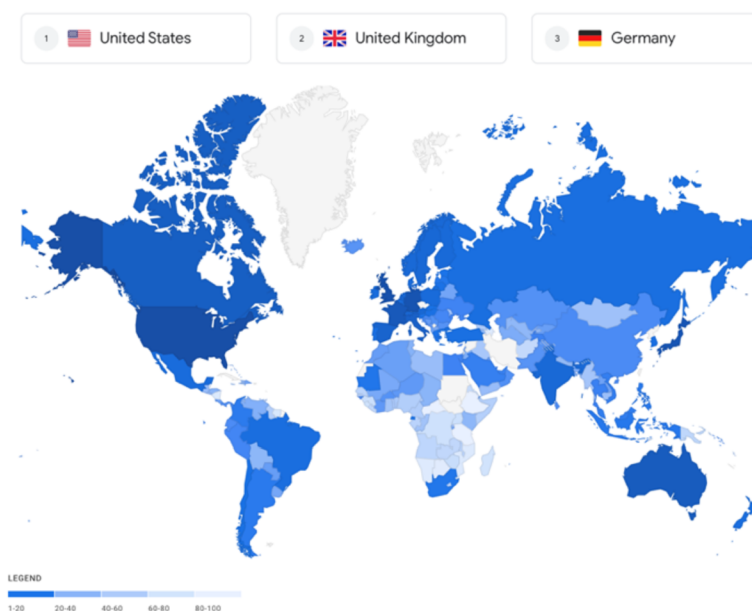 1 United States
2 United Kingdom
3 Germany
LEGEND
1-20 20-40 40-60 60-80 80-100